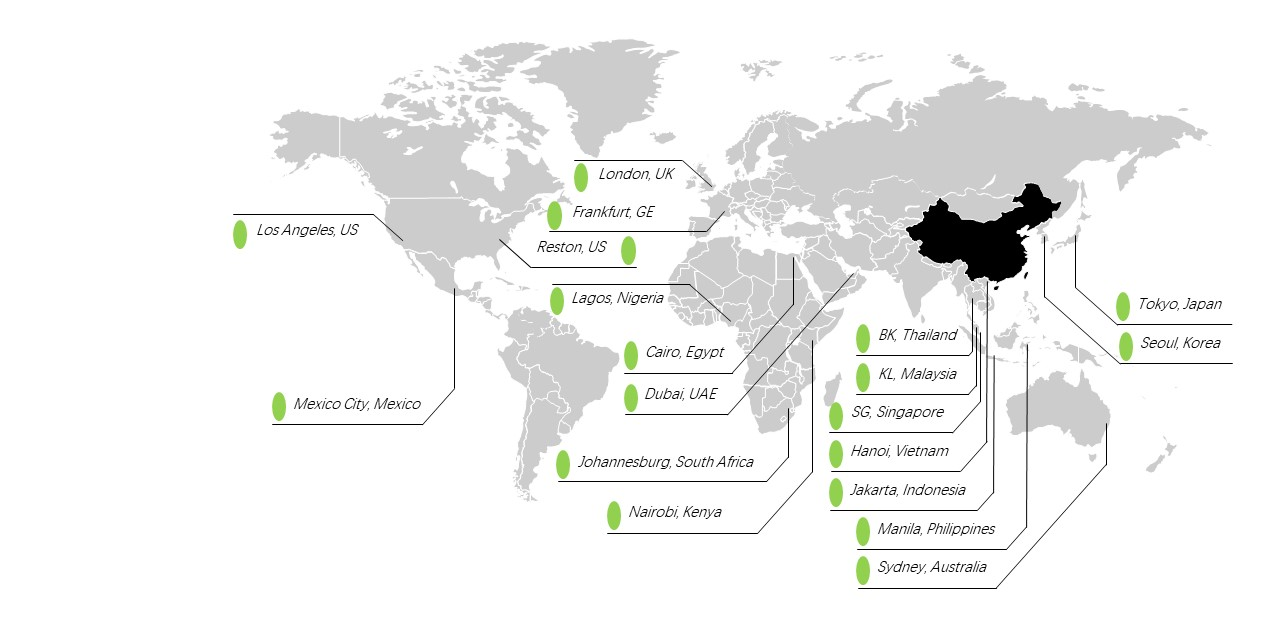 London, UK
Frankfurt, GE
Los Angeles, US
Reston, US
Lagos, Nigeria
Tokyo, Japan
BK, Thailand
Seoul, Korea
Cairo, Egypt
KL, Malaysia
Dubai, UAE
Mexico City, Mexico
SG, Singapore
Hanoi, Vietnam
Johannesburg, South Africa
Jakarta, Indonesia
Nairobi, Kenya
Manila, Philippines
Sydney, Australia